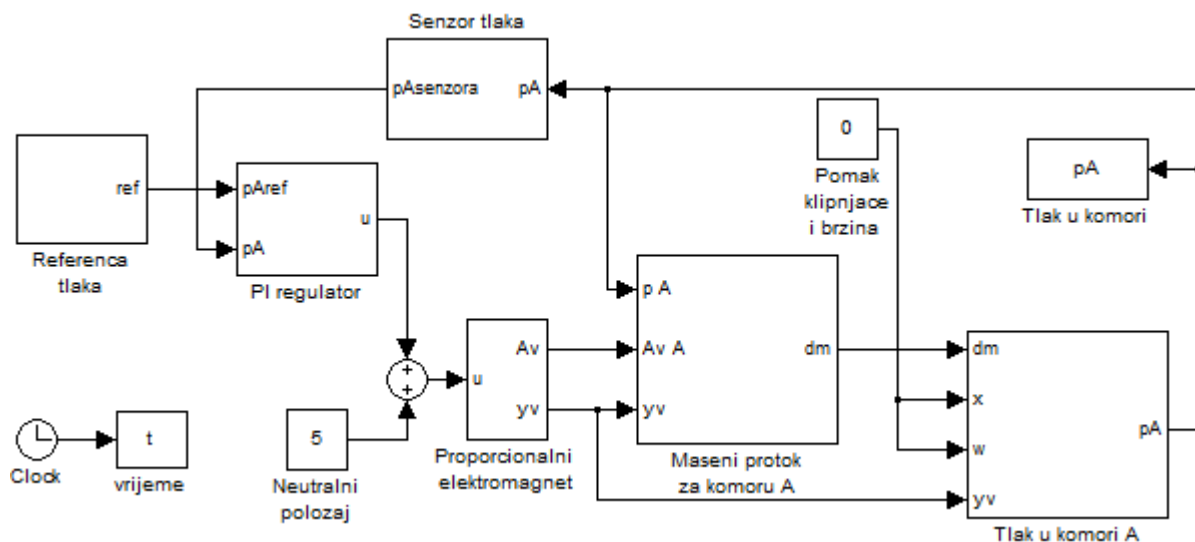 Senzor tlaka
pAsenzora
pA
0
Pomak
klipnjace
i brzina
pA
Tlak u komori
ref
Referenca
tlaka
pAref
pA
u
PI regulator
p A
Av A
yv
dm
Maseni protok
za komoru A
u
Av
yv
Proporcionalni
elektromagnet
+
+
5
Neutralni
polozaj
Clock
t
vrijeme
dm
x
w
yv
pA
Tlak u komori A